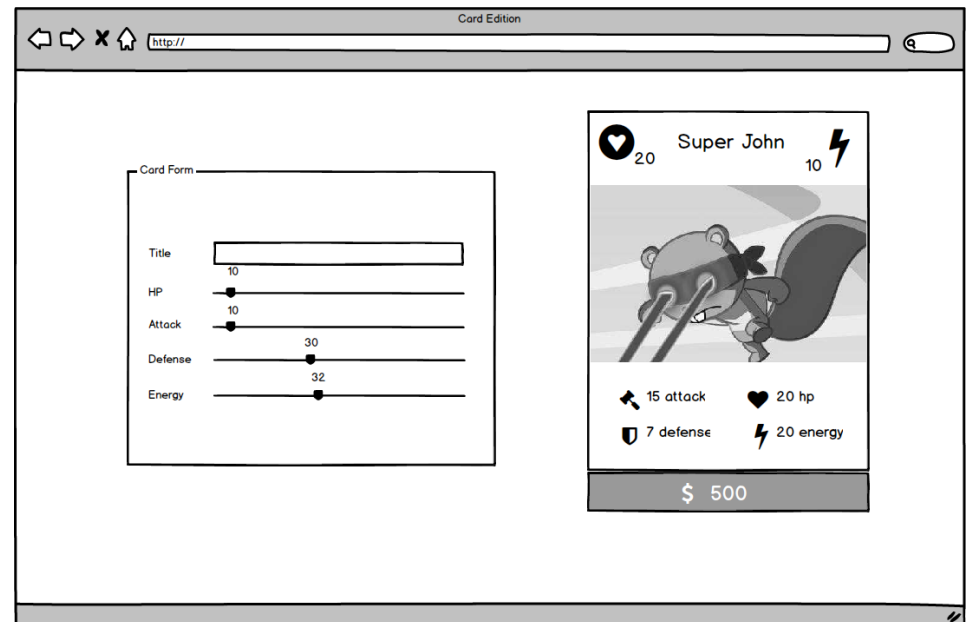 Card Edition
http://
Card Form
Title
10
HP
10
Attack
30
Defense
32
Energy
20
Super John
10
15 attack
20 hp
7 defense
20 energy
$ 500